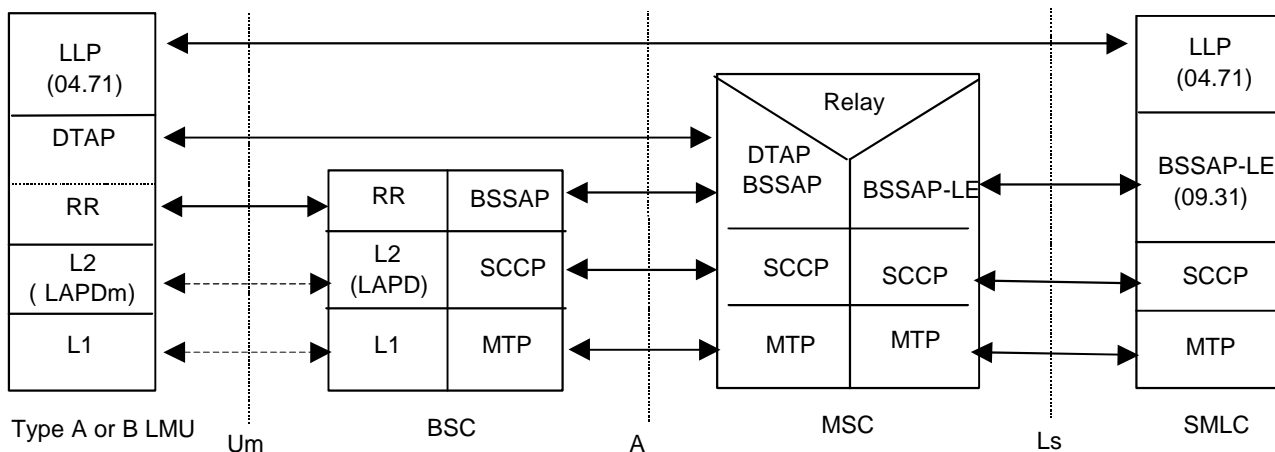 LLP
(04.71)
DTAP
RR
L2
( LAPDm)
L1
Type A or B LMU
Um
RR
BSSAP
L2
(LAPD)
SCCP
L1
MTP
BSC
A
Relay
DTAP
BSSAP
BSSAP-LE
SCCP
SCCP
MTP
MTP
MSC
Ls
LLP
(04.71)
BSSAP-LE
(09.31)
SCCP
MTP
SMLC